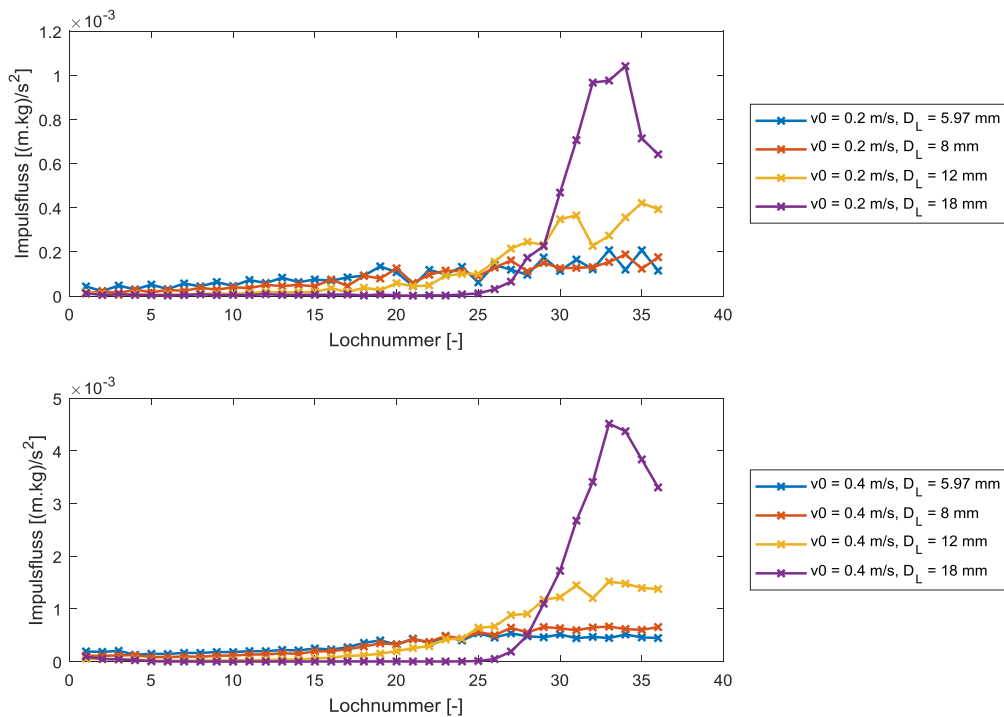 ×10^-3
1.2
1
0.8
0.6
0.4
0.2
0
Impulsfluss [(m.kg)/s^2]
0 5 10 15 20 25 30 35 40
Lochnummer [-]
v0 = 0.2 m/s, D_L = 5.97 mm
v0 = 0.2 m/s, D_L = 8 mm
v0 = 0.2 m/s, D_L = 12 mm
v0 = 0.2 m/s, D_L = 18 mm
×10^-3
5
4
3
2
1
0
Impulsfluss [(m.kg)/s^2]
0 5 10 15 20 25 30 35 40
Lochnummer [-]
v0 = 0.4 m/s, D_L = 5.97 mm
v0 = 0.4 m/s, D_L = 8 mm
v0 = 0.4 m/s, D_L = 12 mm
v0 = 0.4 m/s, D_L = 18 mm